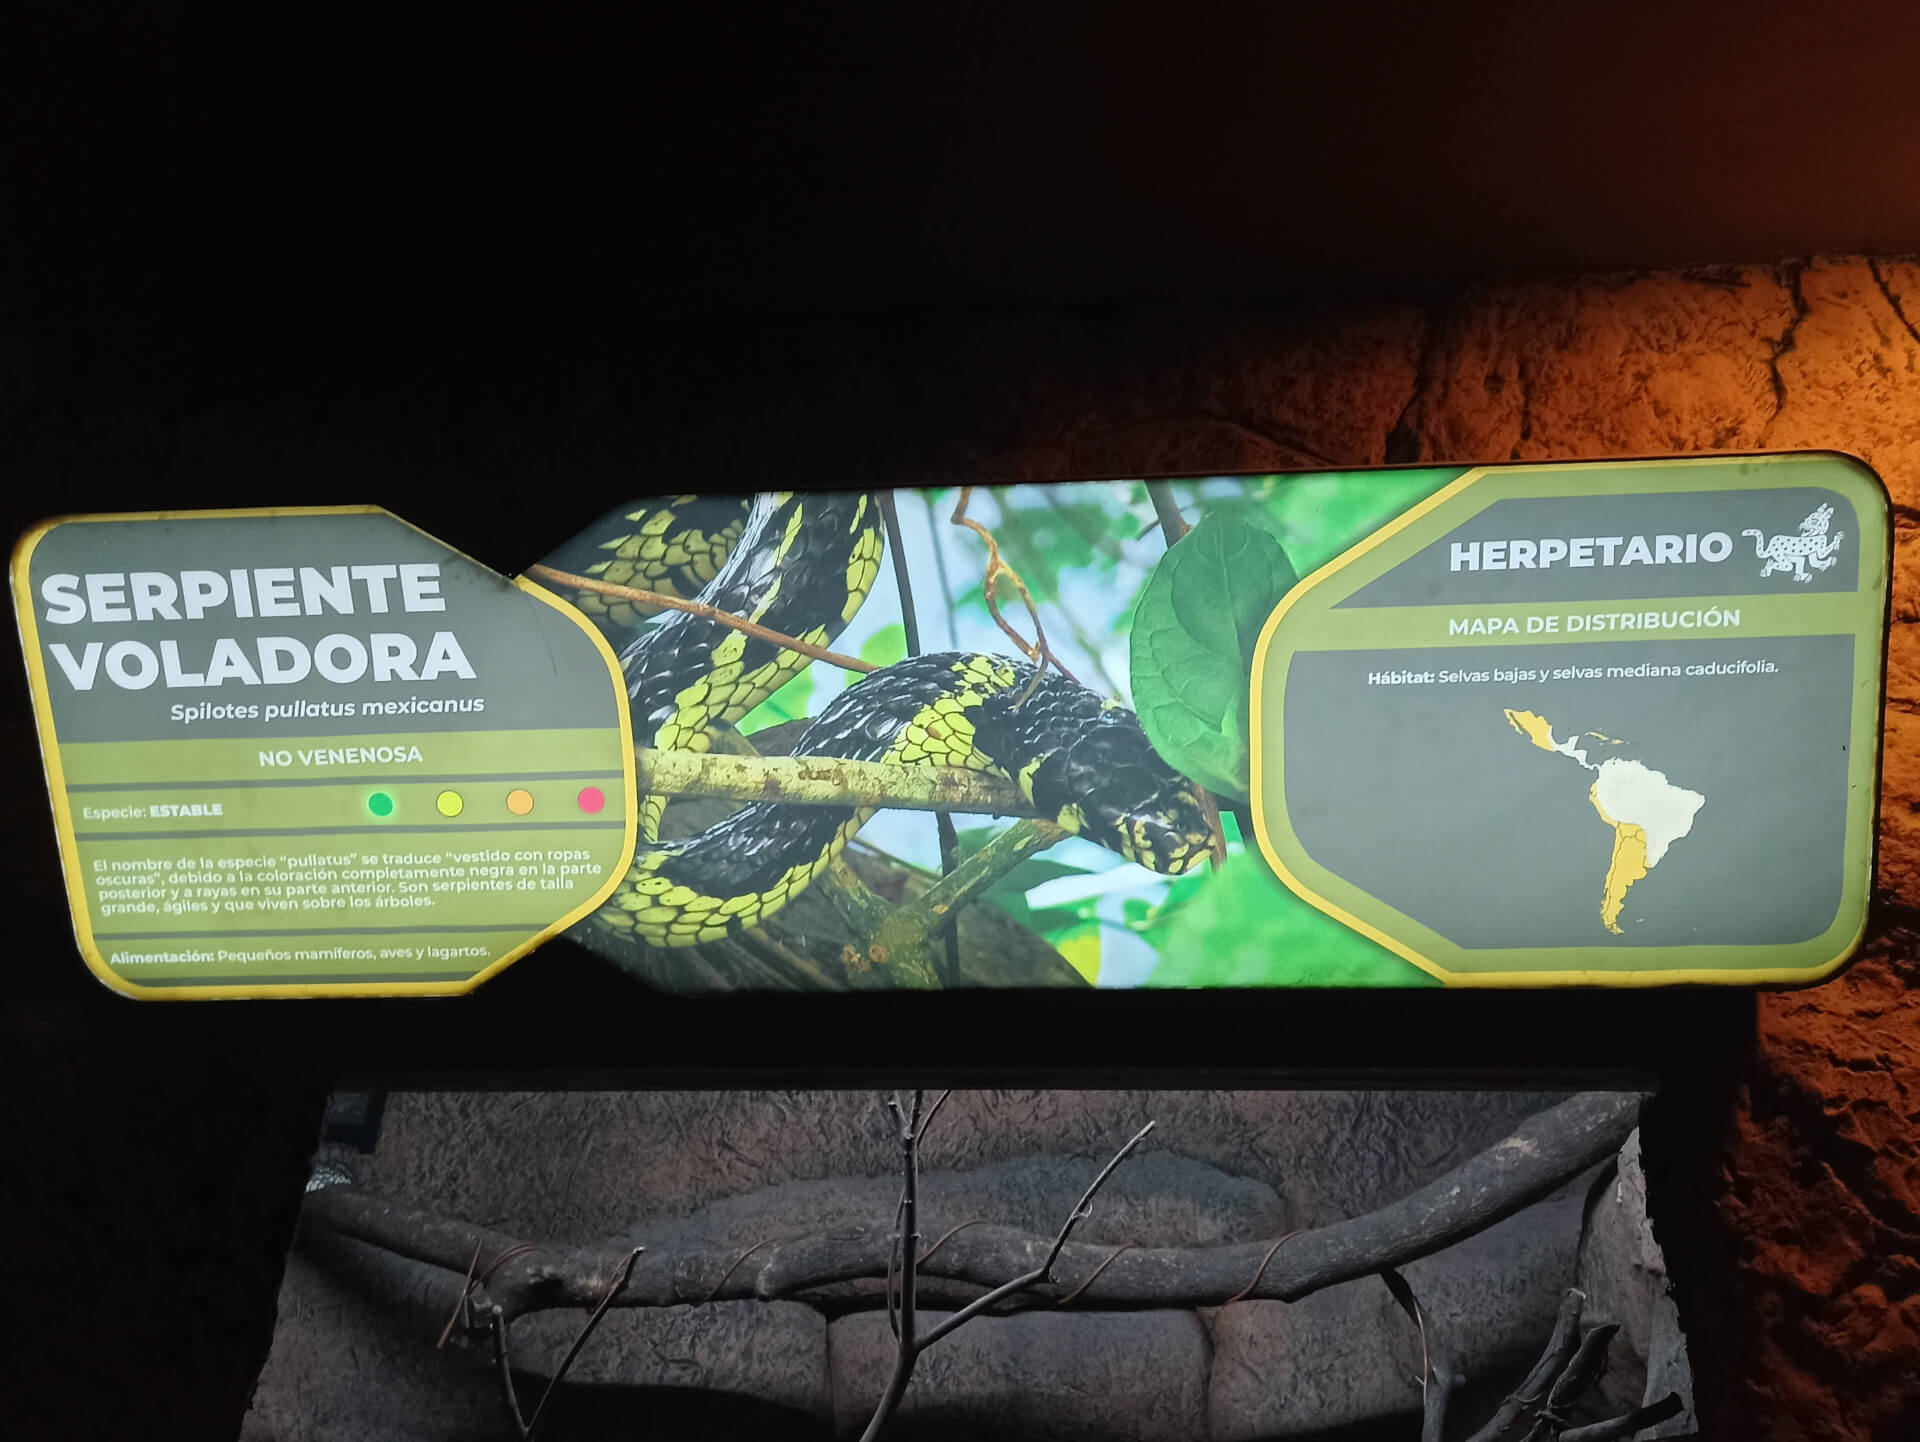 SERPIENTE
VOLADORA
Spilotes pullatus mexicanus
NO VENENOSA
Especie: ESTABLE
El nombre de la especie "pullatus" se traduce "vestido con ropas
oscuras", debido a la coloración completamente negra en la parte
posterior y a rayas en su parte anterior. Son serpientes de talla
grande, ágiles y que viven sobre los árboles.
Alimentación: Pequeños mamíferos, aves y lagartos.
HERPETARIO
MAPA DE DISTRIBUCIÓN
Hábitat: Selvas bajas y selvas mediana caducifolia.